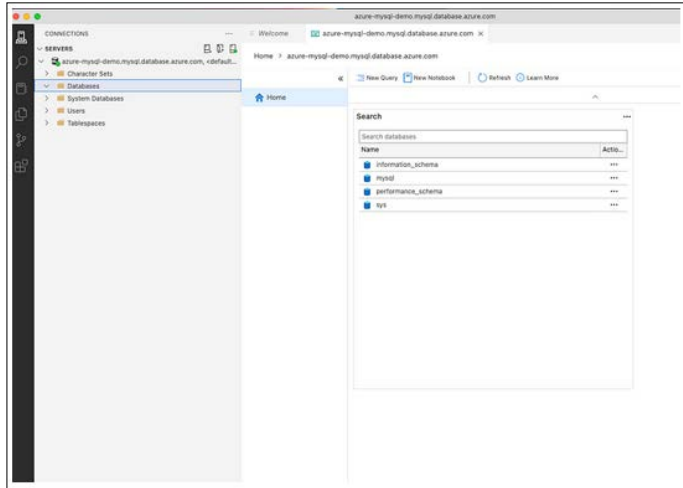 azure-mysql-demo.mysql.database.azure.com
CONNECTIONS
SERVERS
azure-mysql-demo.mysql.database.azure.com, <default...
Character Sets
Databases
System Databases
Users
Tablespaces
Welcome
azure-mysql-demo.mysql.database.azure.com
Home > azure-mysql-demo.mysql.database.azure.com
New Query New Notebook Refresh Learn More
Home
Search
Search databases
Name Actio...
information_schema
mysql
performance_schema
sys